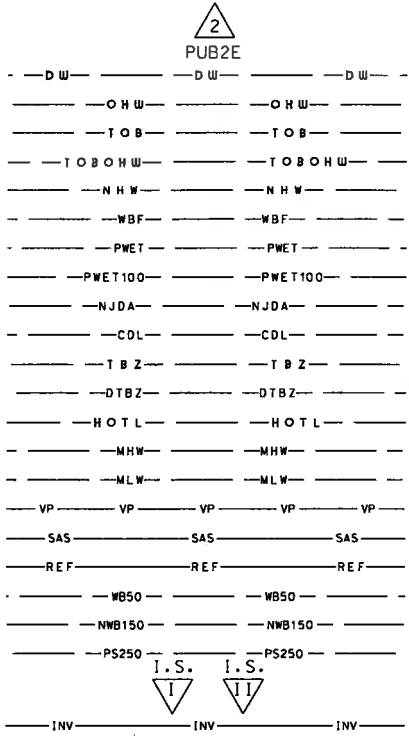 2
PUB2E
DW DW DW
OHW OHW
TOB TOB
TOBOHW TOBOHW
NHW NHW
WBF WBF
PWET PWET
PWET100 PWET100
NJDA NJDA
CDL CDL
TBZ TBZ
DTBZ DTBZ
HOTL HOTL
MHW MHW
MLW MLW
VP VP VP VP VP
SAS SAS SAS
REF REF REF
WB50 WB50
NWB150 NWB150
PS250 PS250
I.S. I.S.
I II
INV INV INV